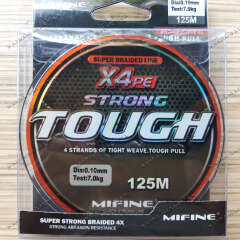 Dia:0.10mm
Test:7.0kg
125M
SUPER BRAIDED LINE
X4PE
STRONG
TOUGH
4 STRANDS OF TIGHT WEAVE.TOUGH PULL
Dia:0.10mm
Test:7.0kg
125M
MIFINE
MIFINE
SUPER STRONG BRAIDED 4X
STRONG ABRASION RESISTANCE